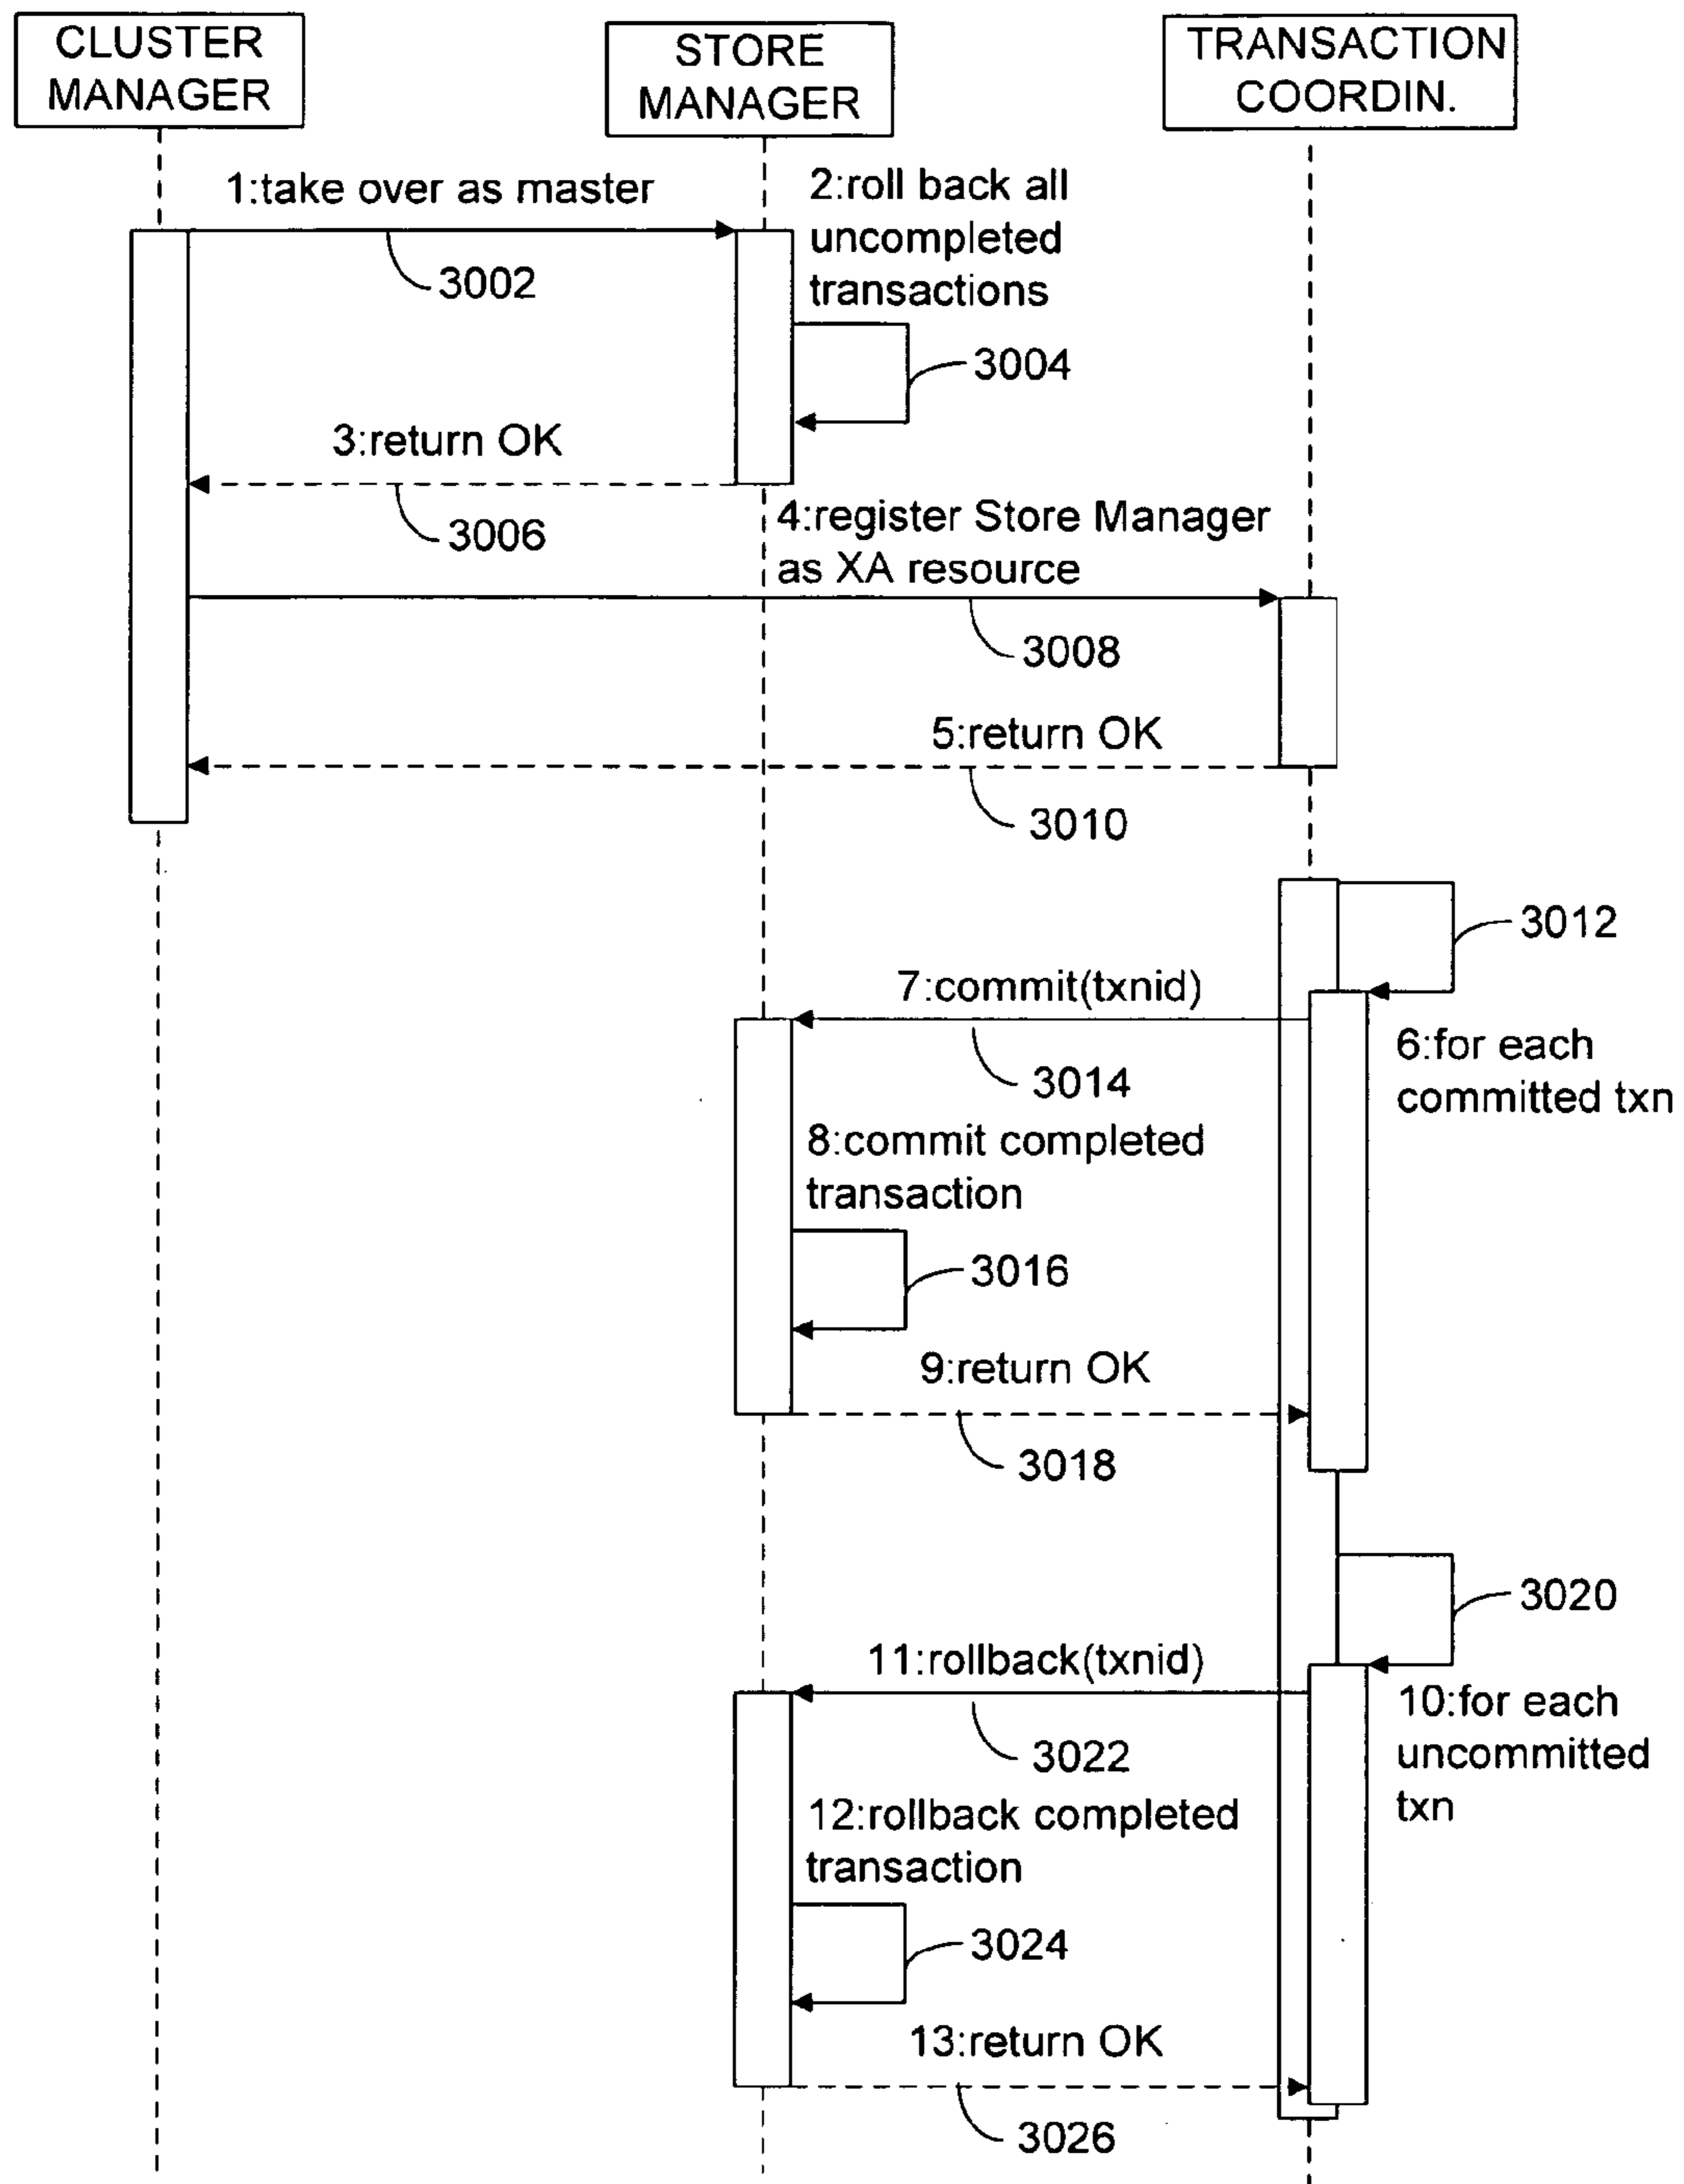 CLUSTER
MANAGER
STORE
MANAGER
TRANSACTION
COORDIN.
1:take over as master
2:roll back all
uncompleted
transactions
3002
3004
3:return OK
3006
4:register Store Manager
as XA resource
3008
5:return OK
3010
3012
7:commit(txnid)
6:for each
committed txn
3014
8:commit completed
transaction
3016
9:return OK
3018
3020
11:rollback(txnid)
10:for each
uncommitted
txn
3022
12:rollback completed
transaction
3024
13:return OK
3026